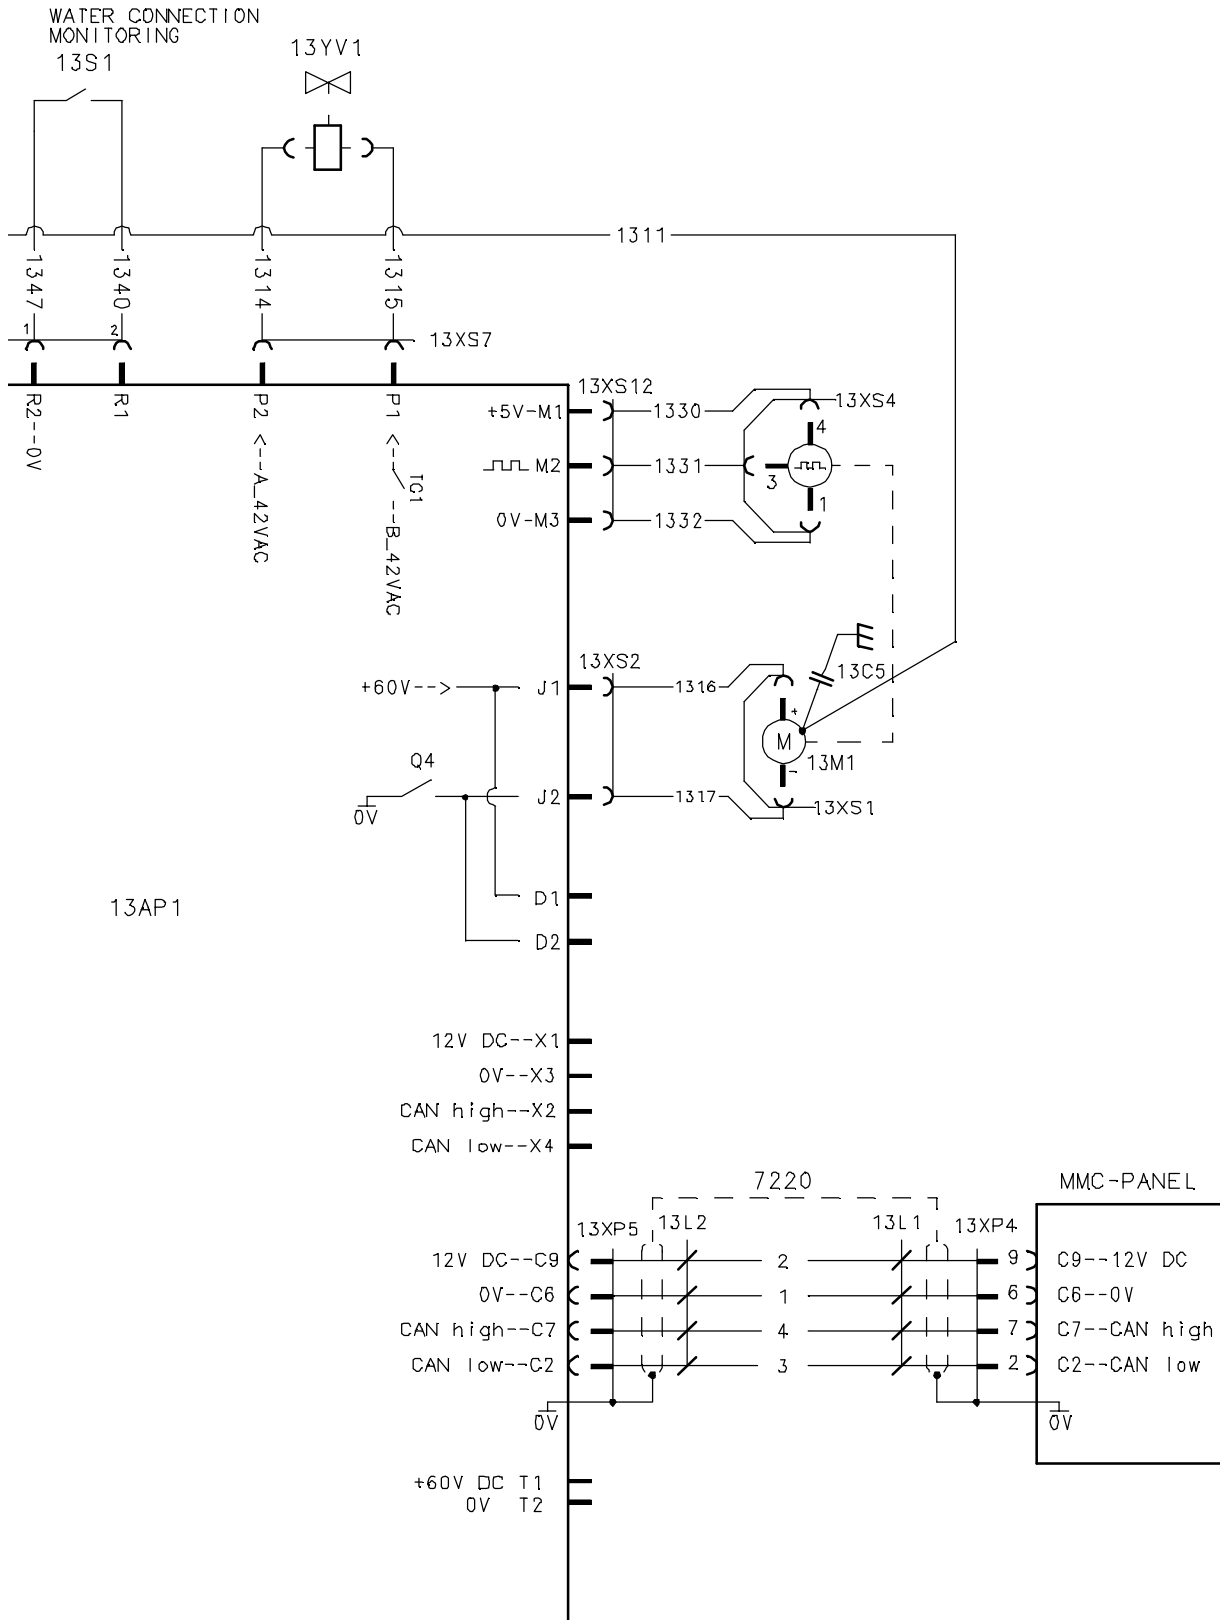 WATER CONNECTION
MONITORING
13S1
13YV1
1311
1347
1340
1314
1315
1
2
13XS7
R2--0V
R1
P2 <--A_42VAC
P1 <-- --B_42VAC
TG1
13XS12
+5V-M1
1330
13XS4
4
M2
1331
3
1
0V-M3
1332
13XS2
+60V-->
J1
1316
13C5
+
M
13M1
-
Q4
0V
J2
1317
13XS1
D1
13AP1
D2
12V DC--X1
0V--X3
CAN high--X2
CAN low--X4
7220
MMC-PANEL
13XP5
13L2
13L1
13XP4
12V DC--C9
2
9
C9--12V DC
0V--C6
1
6
C6--0V
CAN high--C7
4
7
C7--CAN high
CAN low--C2
3
2
C2--CAN low
0V
0V
+60V DC T1
0V T2